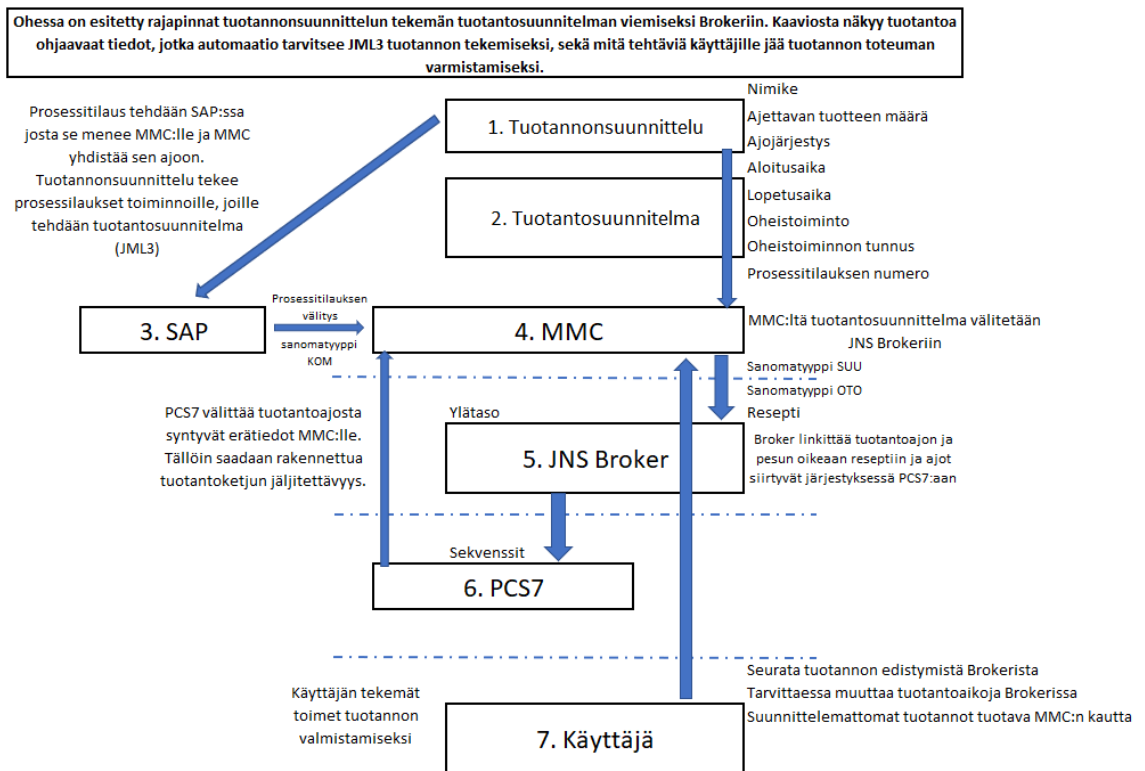 Ohessa on esitetty rajapinnat tuotannonsuunnittelun tekemän tuotantosuunnitelman viemiseksi Brokeriin. Kaaviosta näkyy tuotantoa
ohjaavaat tiedot, jotka automaatio tarvitsee JML3 tuotannon tekemiseksi, sekä mitä tehtäviä käyttäjille jää tuotannon toteuman
varmistamiseksi.
Prosessitilaus tehdään SAP:ssa
josta se menee MMC:lle ja MMC
yhdistää sen ajoon.
Tuotannonsuunnittelu tekee
prosessilaukset toiminnoille, joille
tehdään tuotantosuunnitelma
(JML3)
1. Tuotannonsuunnittelu
2. Tuotantosuunnitelma
Nimike
Ajettavan tuotteen määrä
Ajojärjestys
Aloitusaika
Lopetusaika
Oheistoiminto
Oheistoiminnon tunnus
Prosessitilauksen numero
3. SAP
Prosessitilauksen
välitys
sanomatyyppi
KOM
4. MMC
MMC:ltä tuotantosuunnittelma välitetään
JNS Brokeriin
Sanomatyyppi SUU
Sanomatyyppi OTO
Resepti
PCS7 välittää tuotantoajosta
syntyvät erätiedot MMC:lle.
Tällöin saadaan rakennettua
tuotantoketjun jäljitettävyys.
Ylätaso
5. JNS Broker
Broker linkittää tuotantoajon ja
pesun oikeaan reseptiin ja ajot
siirtyvät järjestyksessä PCS7:aan
Sekvenssit
6. PCS7
Käyttäjän tekemät
toimet tuotannon
valmistamiseksi
7. Käyttäjä
Seurata tuotannon edistymistä Brokerista
Tarvittaessa muuttaa tuotantoaikoja Brokerissa
Suunnittelemattomat tuotannot tuotava MMC:n kautta